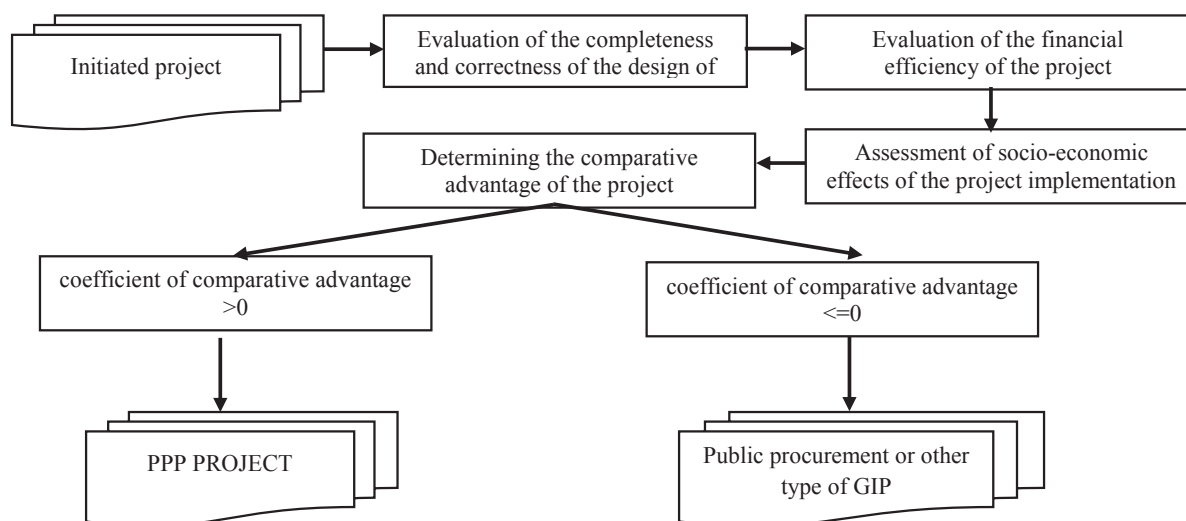 Initiated project
Evaluation of the completeness
and correctness of the design of
Evaluation of the financial
efficiency of the project
Determining the comparative
advantage of the project
Assessment of socio-economic
effects of the project implementation
coefficient of comparative advantage
>0
coefficient of comparative advantage
<=0
PPP PROJECT
Public procurement or other
type of GIP